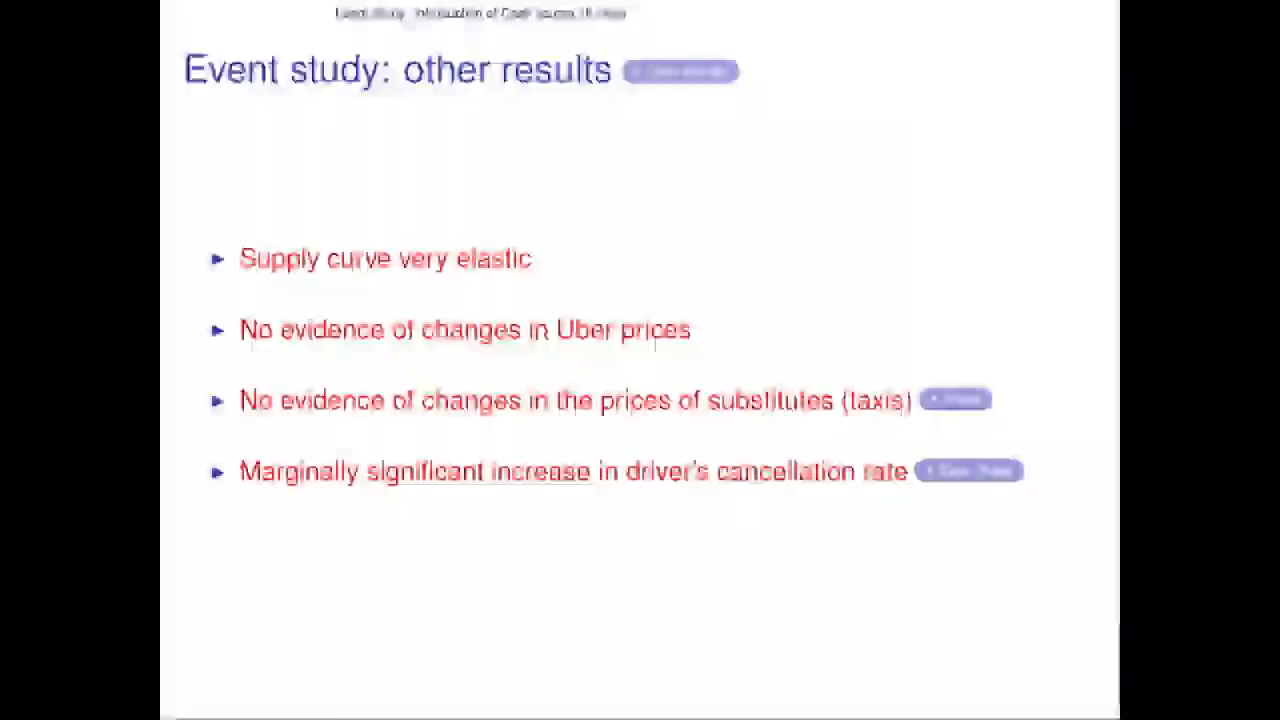 Event study: other results
Supply curve very elastic
No evidence of changes in Uber prices
No evidence of changes in the prices of substitutes (taxis)
Marginally significant increase in driver's cancellation rate